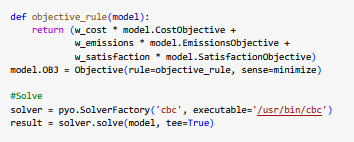 def objective_rule(model):
    return (w_cost * model.CostObjective +
            w_emissions * model.EmissionsObjective +
            w_satisfaction * model.SatisfactionObjective)
model.OBJ = Objective(rule=objective_rule, sense=minimize)
#Solve
solver = pyo.SolverFactory('cbc', executable='/usr/bin/cbc')
result = solver.solve(model, tee=True)